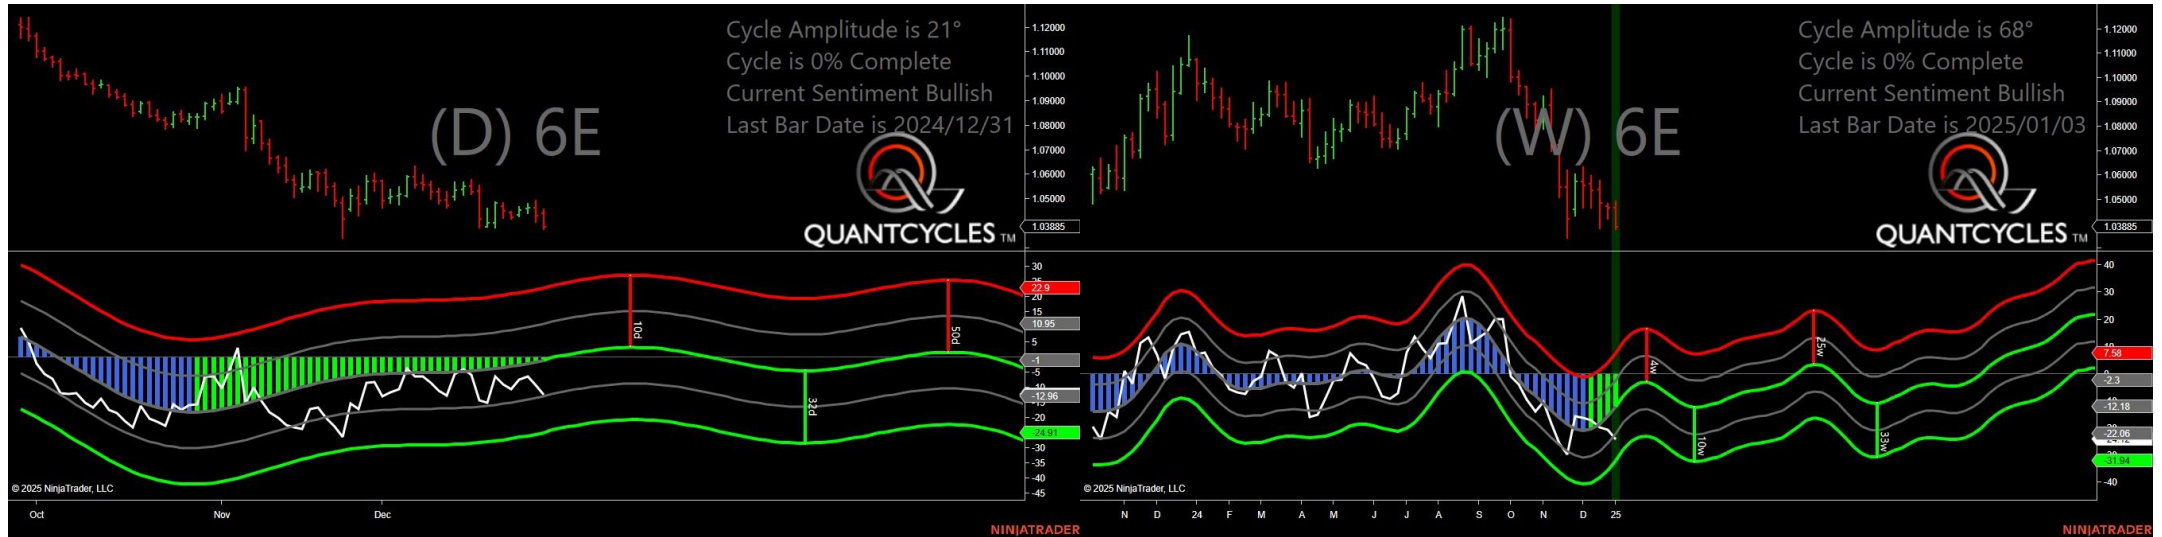 Cycle Amplitude is 21°
Cycle is 0% Complete
Current Sentiment Bullish
Last Bar Date is 2024/12/31
(D) 6E
QUANTCYCLES TM
1.12000
1.11000
1.10000
1.09000
1.08000
1.07000
1.06000
1.05000
1.03885
30
22.9
20
15
10.95
5
-1
-5
-12.96
-20
-24.91
-30
-35
-40
-45
10d
32d
50d
© 2025 NinjaTrader, LLC
Oct Nov Dec
NINJATRADER
Cycle Amplitude is 68°
Cycle is 0% Complete
Current Sentiment Bullish
Last Bar Date is 2025/01/03
(W) 6E
QUANTCYCLES TM
1.12000
1.11000
1.10000
1.09000
1.08000
1.07000
1.06000
1.05000
1.03885
40
30
20
7.58
-2.3
-12.18
-22.06
-31.94
-40
4w
10w
25w
33w
© 2025 NinjaTrader, LLC
N D 24 F M A M J J A S O N D 25
NINJATRADER